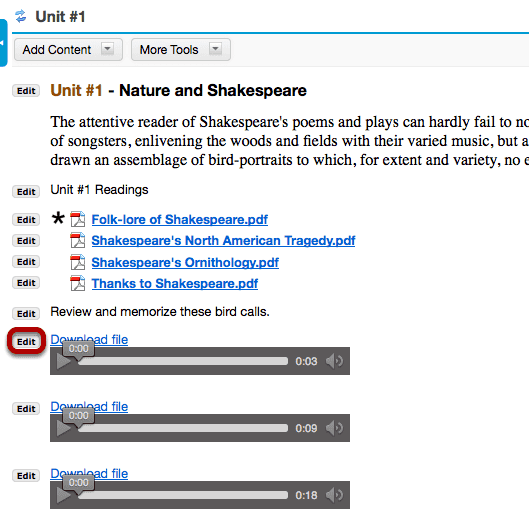 Unit #1
Add Content
More Tools
Edit
Unit #1 - Nature and Shakespeare
The attentive reader of Shakespeare's poems and plays can hardly fail to no
of songsters, enlivening the woods and fields with their varied music, but a
drawn an assemblage of bird-portraits to which, for extent and variety, no e
Edit
Unit #1 Readings
Edit
* Folk-lore of Shakespeare.pdf
Edit
Shakespeare's North American Tragedy.pdf
Edit
Shakespeare's Ornithology.pdf
Edit
Thanks to Shakespeare.pdf
Edit
Review and memorize these bird calls.
Edit
Download file
0:00
0:03
Edit
Download file
0:00
0:09
Edit
Download file
0:00
0:18